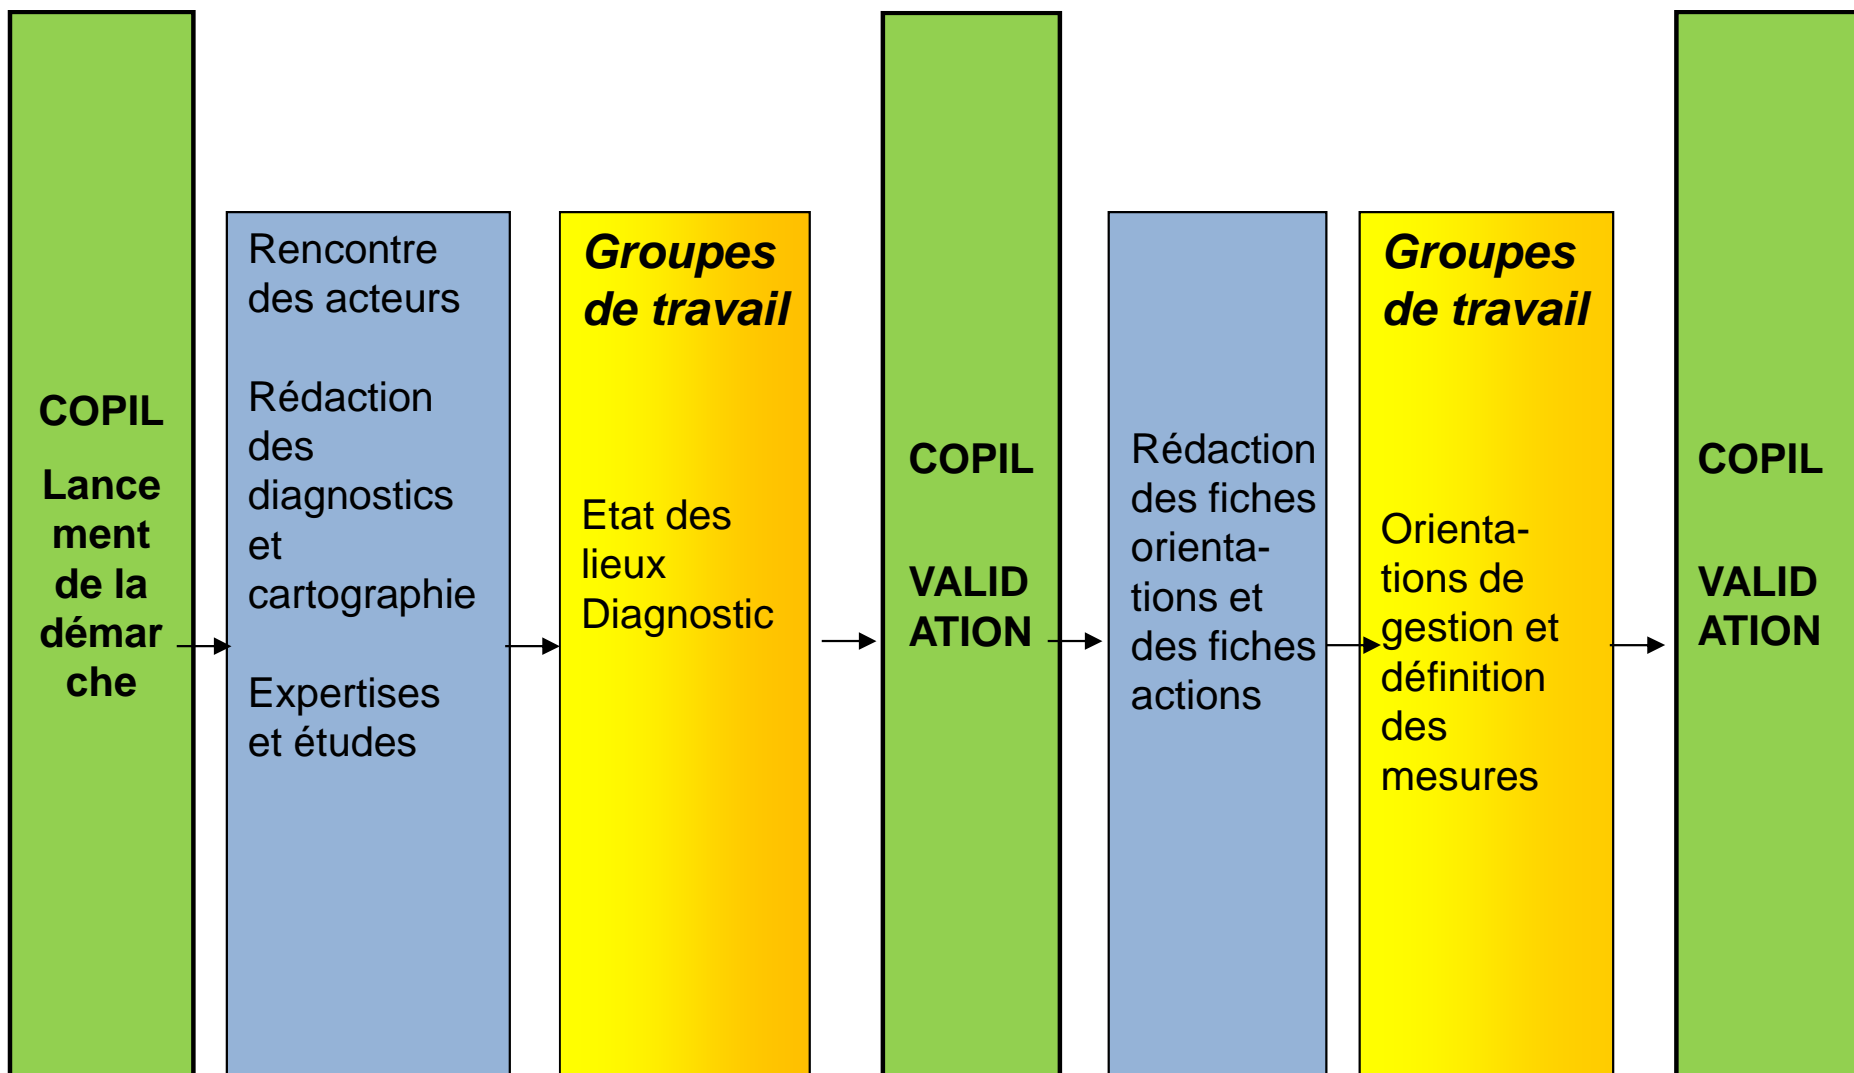 COPIL
Lance
ment
de la
démar
che
Rencontre
des acteurs
Rédaction
des
diagnostics
et
cartographie
Expertises
et études
Groupes
de travail
Etat des
lieux
Diagnostic
COPIL
VALID
ATION
Rédaction
des fiches
orienta-
tions et
des fiches
actions
Groupes
de travail
Orienta-
tions de
gestion et
définition
des
mesures
COPIL
VALID
ATION